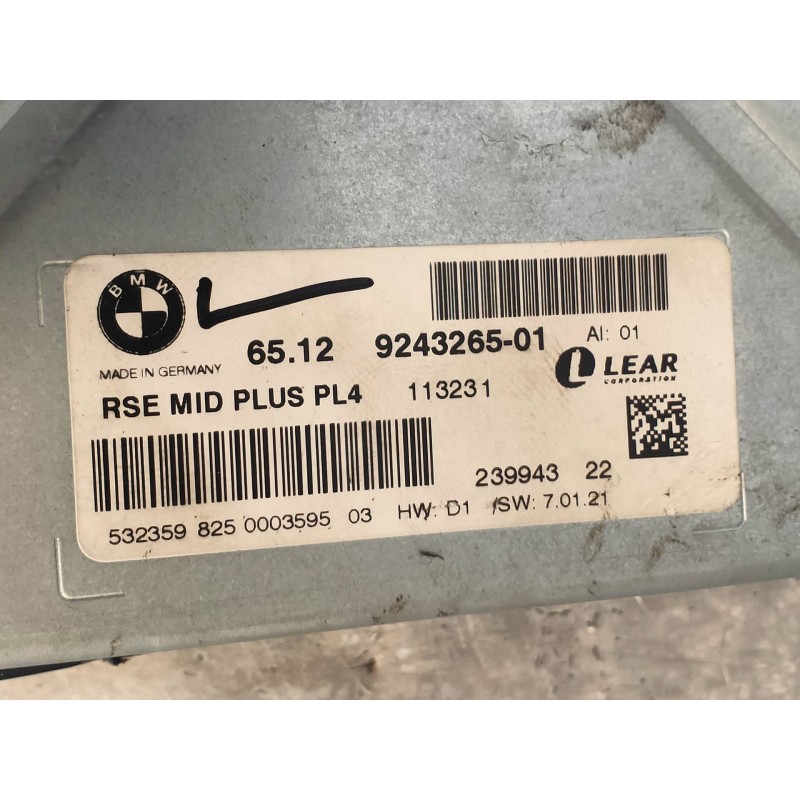 BMW
65.12 9243265-01 AI: 01
MADE IN GERMANY
LEAR
CORPORATION
RSE MID PLUS PL4 113231
239943 22
532359 825 0003595 03 HW: D1 /SW: 7.01.21